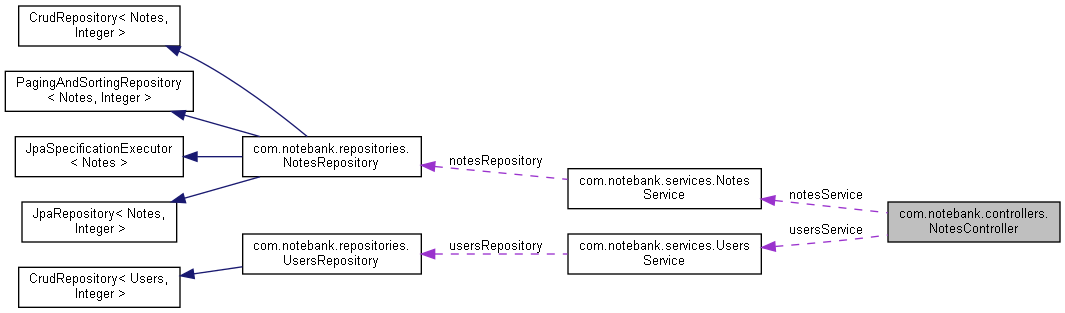 CrudRepository< Notes,
Integer >
PagingAndSortingRepository
< Notes, Integer >
JpaSpecificationExecutor
< Notes >
JpaRepository< Notes,
Integer >
CrudRepository< Users,
Integer >
com.notebank.repositories.
NotesRepository
com.notebank.repositories.
UsersRepository
notesRepository
usersRepository
com.notebank.services.Notes
Service
com.notebank.services.Users
Service
notesService
usersService
com.notebank.controllers.
NotesController